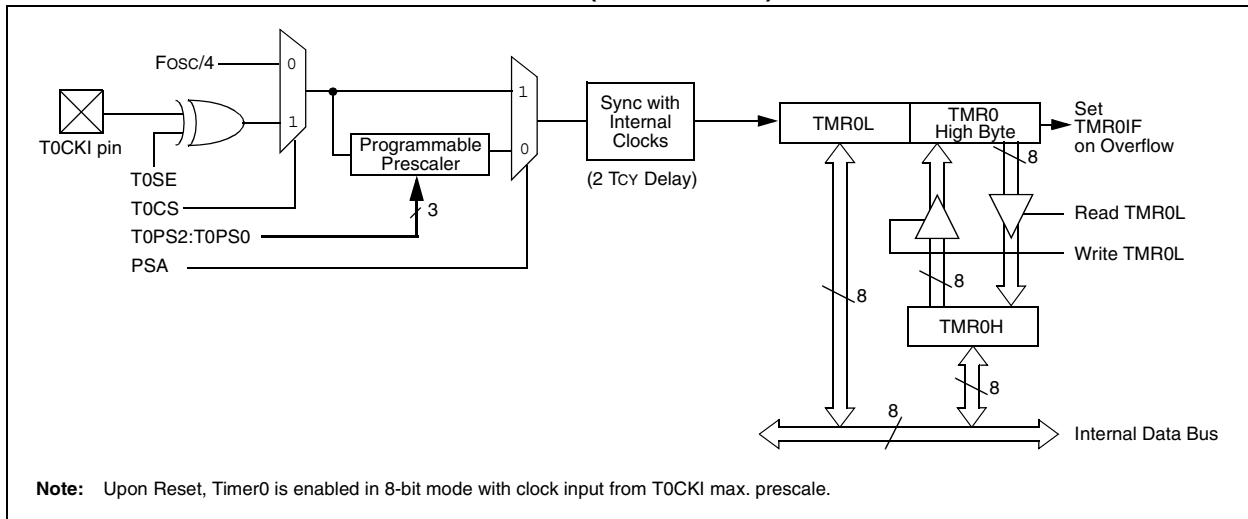 FOSC/4
0
1
T0CKI pin
T0SE
T0CS
T0PS2:T0PS0
PSA
Programmable
Prescaler
3
1
0
Sync with
Internal
Clocks
(2 TCY Delay)
TMR0L
TMR0
High Byte
Set
TMR0IF
on Overflow
8
Read TMR0L
Write TMR0L
8
8
TMR0H
8
8
Internal Data Bus
Note: Upon Reset, Timer0 is enabled in 8-bit mode with clock input from T0CKI max. prescale.